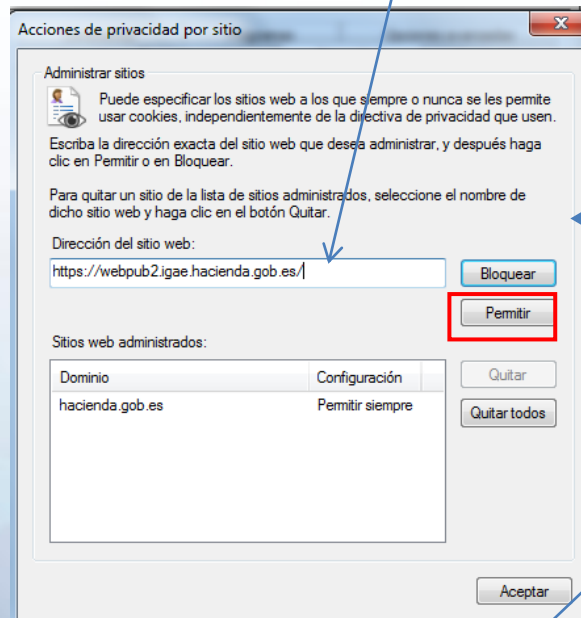 Acciones de privacidad por sitio
Administrar sitios
Puede especificar los sitios web a los que siempre o nunca se les permite
usar cookies, independientemente de la directiva de privacidad que usen.
Escriba la dirección exacta del sitio web que desea administrar, y después haga
clic en Permitir o en Bloquear.
Para quitar un sitio de la lista de sitios administrados, seleccione el nombre de
dicho sitio web y haga clic en el botón Quitar.
Dirección del sitio web:
https://webpub2.igae.hacienda.gob.es/
Bloquear
Permitir
Sitios web administrados:
Dominio Configuración
Quitar
hacienda.gob.es Permitir siempre
Quitar todos
Aceptar